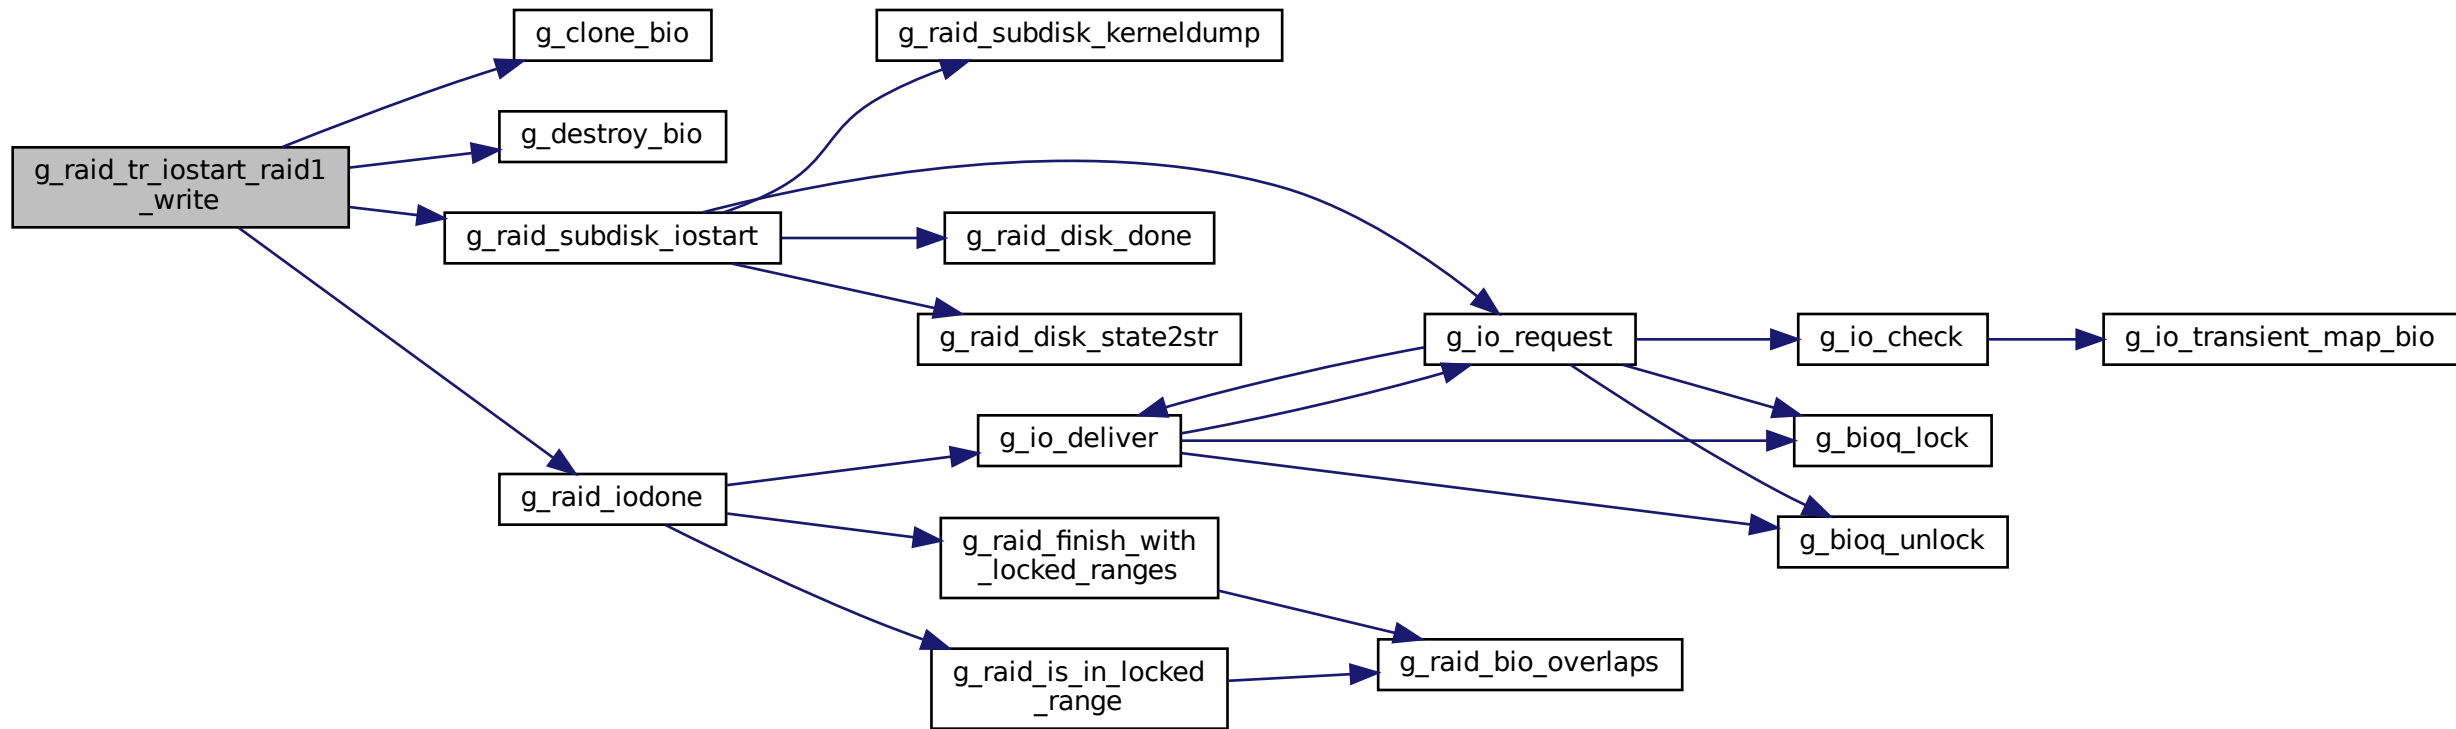 g_raid_tr_iostart_raid1
_write
g_clone_bio
g_destroy_bio
g_raid_subdisk_iostart
g_raid_iodone
g_raid_subdisk_kerneldump
g_raid_disk_done
g_raid_disk_state2str
g_io_deliver
g_raid_finish_with
_locked_ranges
g_raid_is_in_locked
_range
g_io_request
g_raid_bio_overlaps
g_io_check
g_bioq_lock
g_bioq_unlock
g_io_transient_map_bio